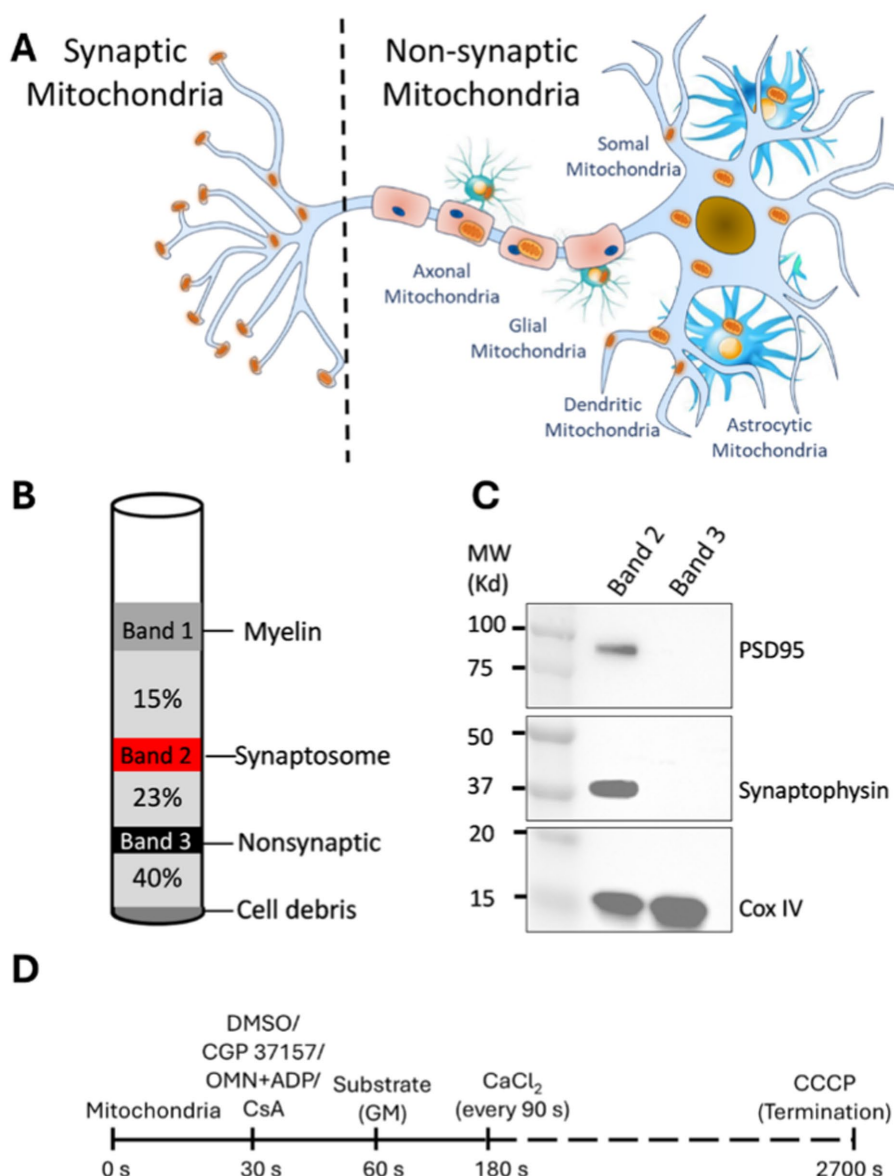 A
Synaptic
Mitochondria
Non-synaptic
Mitochondria
Somal
Mitochondria
Axonal
Mitochondria
Glial
Mitochondria
Dendritic
Mitochondria
Astrocytic
Mitochondria
B
Band 1
Myelin
15%
Band 2
Synaptosome
23%
Band 3
Nonsynaptic
40%
Cell debris
C
MW
(Kd)
Band 2
Band 3
100
75
PSD95
50
37
Synaptophysin
20
15
Cox IV
D
DMSO/
CGP 37157/
OMN+ADP/
CsA
Mitochondria
Substrate
(GM)
CaCl₂
(every 90 s)
CCCP
(Termination)
0 s
30 s
60 s
180 s
2700 s